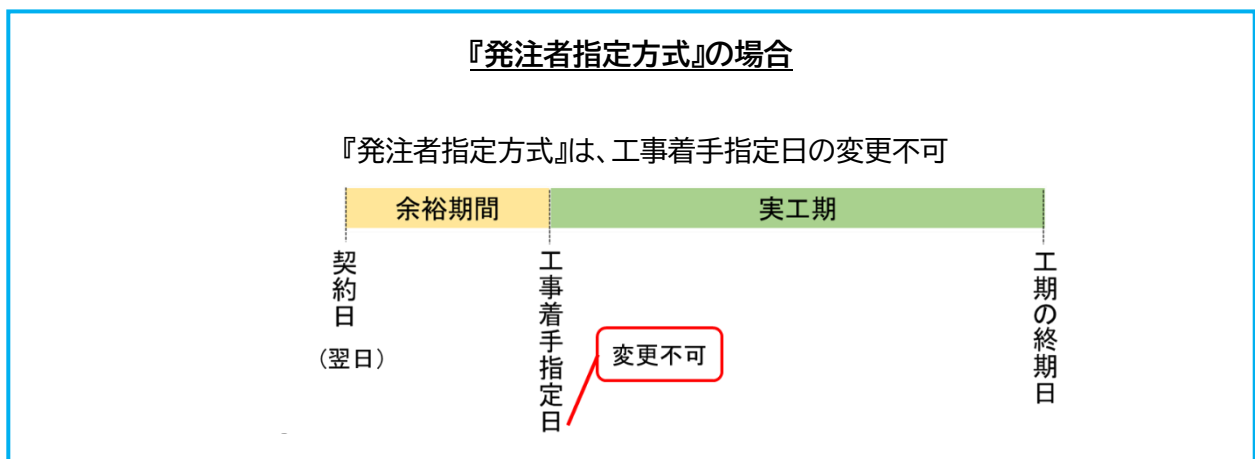 『発注者指定方式』の場合
『発注者指定方式』は、工事着手指定日の変更不可
余裕期間
実工期
契約日
(翌日)
工事着手指定日
変更不可
工期の終期日